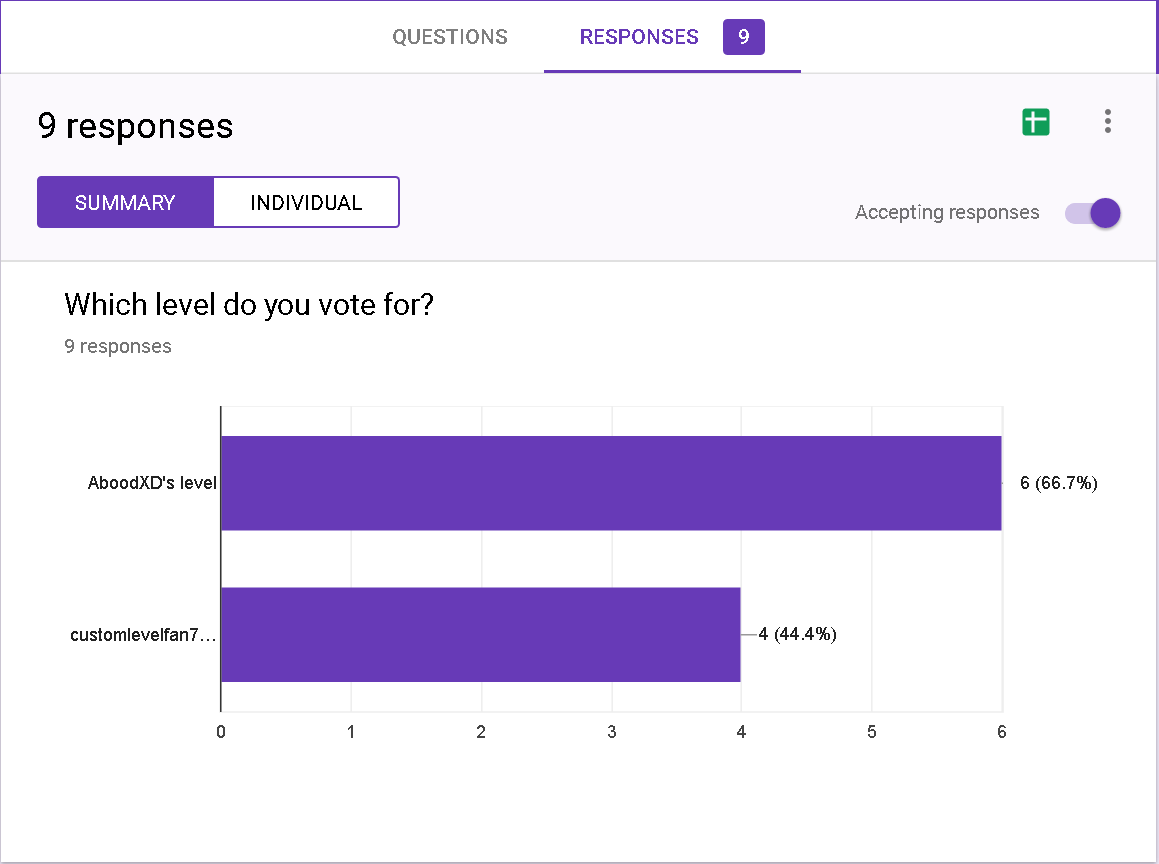 QUESTIONS RESPONSES 9
9 responses
SUMMARY INDIVIDUAL
Accepting responses
Which level do you vote for?
9 responses
AboodXD's level 6 (66.7%)
customlevelfan7... 4 (44.4%)
0 1 2 3 4 5 6